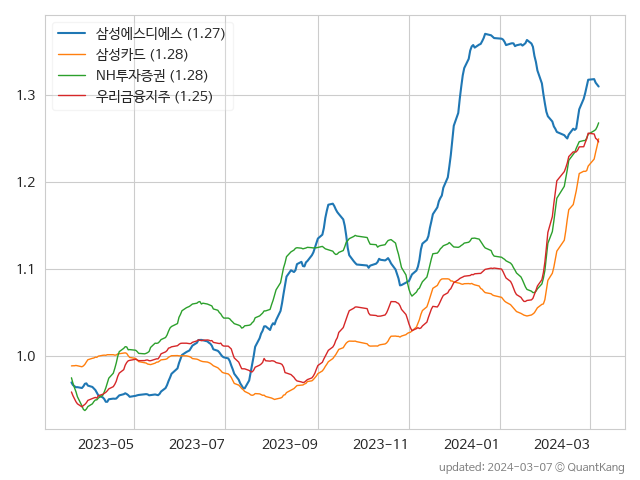 삼성에스디에스 (1.27)
삼성카드 (1.28)
NH투자증권 (1.28)
우리금융지주 (1.25)
1.3
1.2
1.1
1.0
2023-05 2023-07 2023-09 2023-11 2024-01 2024-03
updated: 2024-03-07 © QuantKang